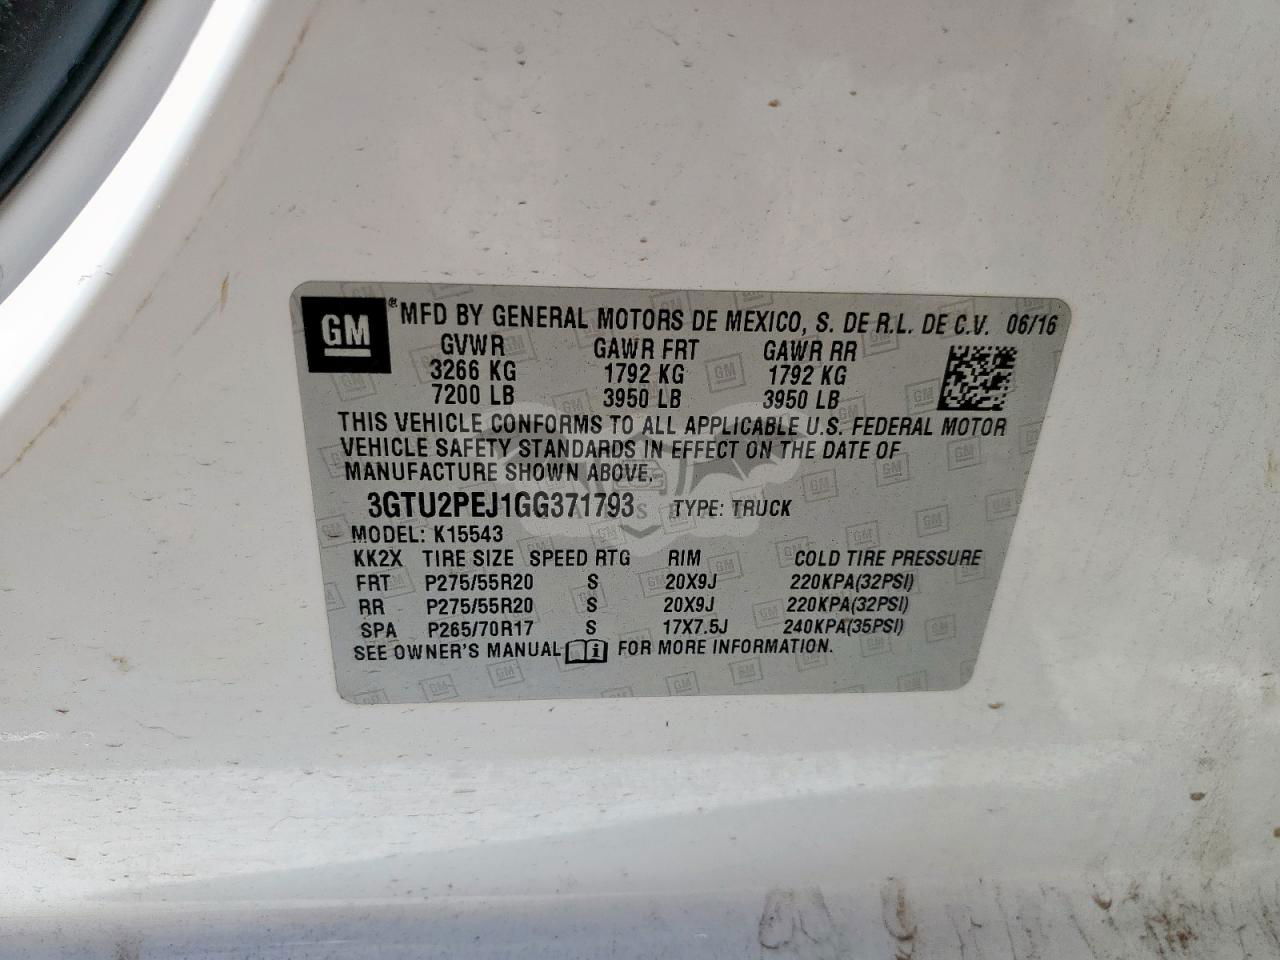 GM ® MFD BY GENERAL MOTORS DE MEXICO, S. DE R.L. DE C.V. 06/16
GVWR GAWR FRT GAWR RR
3266 KG 1792 KG 1792 KG
7200 LB 3950 LB 3950 LB
THIS VEHICLE CONFORMS TO ALL APPLICABLE U.S. FEDERAL MOTOR
VEHICLE SAFETY STANDARDS IN EFFECT ON THE DATE OF
MANUFACTURE SHOWN ABOVE.
3GTU2PEJ1GG371793 TYPE: TRUCK
MODEL: K15543
KK2X TIRE SIZE SPEED RTG RIM COLD TIRE PRESSURE
FRT P275/55R20 S 20X9J 220KPA(32PSI)
RR P275/55R20 S 20X9J 220KPA(32PSI)
SPA P265/70R17 S 17X7.5J 240KPA(35PSI)
SEE OWNER'S MANUAL i FOR MORE INFORMATION.